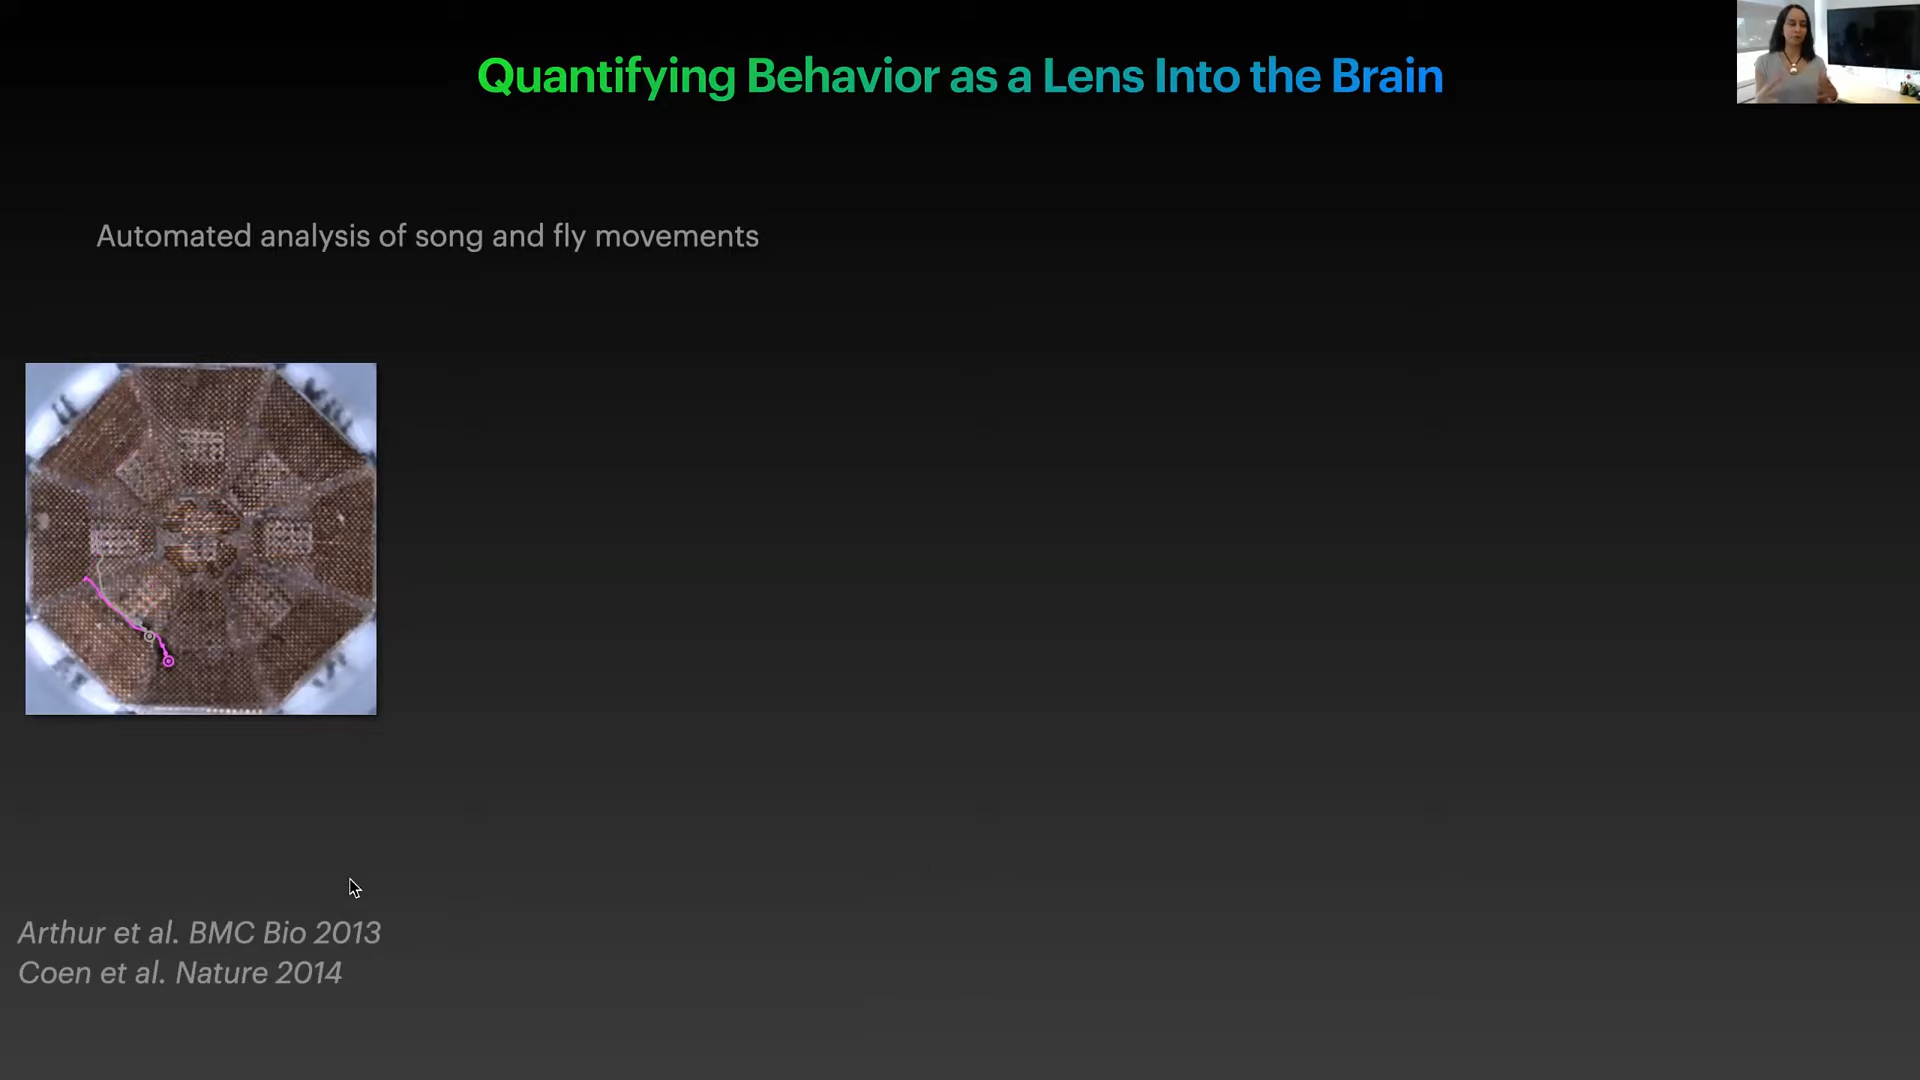 Quantifying Behavior as a Lens Into the Brain
Automated analysis of song and fly movements
Arthur et al. BMC Bio 2013
Coen et al. Nature 2014